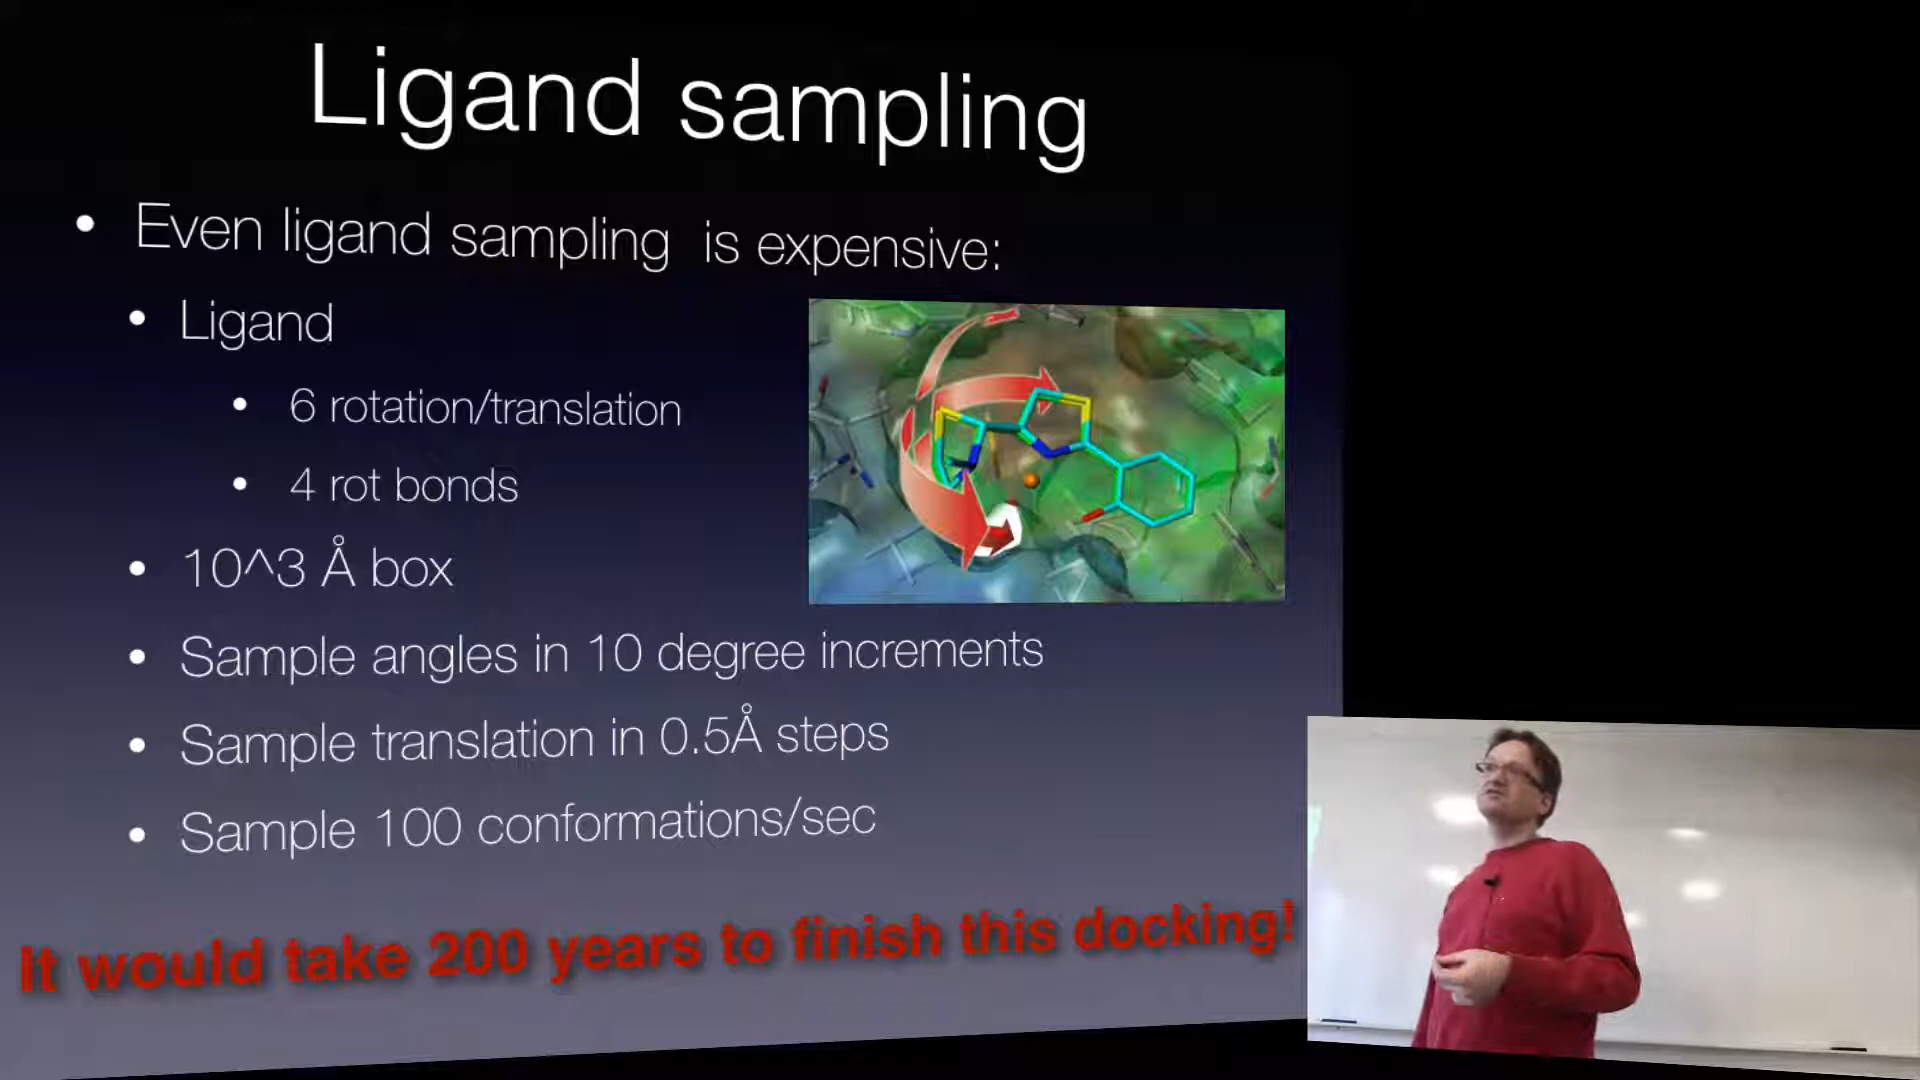 Ligand sampling
• Even ligand sampling is expensive:
• Ligand
• 6 rotation/translation
• 4 rot bonds
• 10^3 Å box
• Sample angles in 10 degree increments
• Sample translation in 0.5Å steps
• Sample 100 conformations/sec
It would take 200 years to finish this docking!